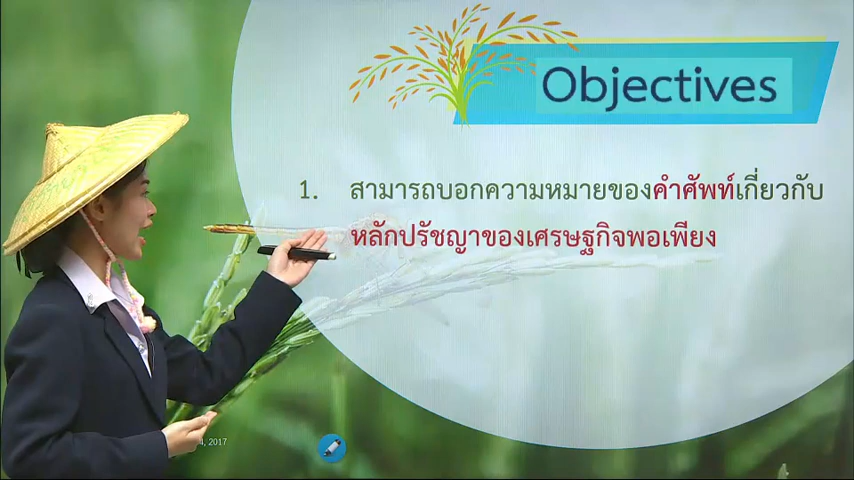 Objectives
1. สามารถบอกความหมายของคำศัพท์เกี่ยวกับ
หลักปรัชญาของเศรษฐกิจพอเพียง
4, 2017